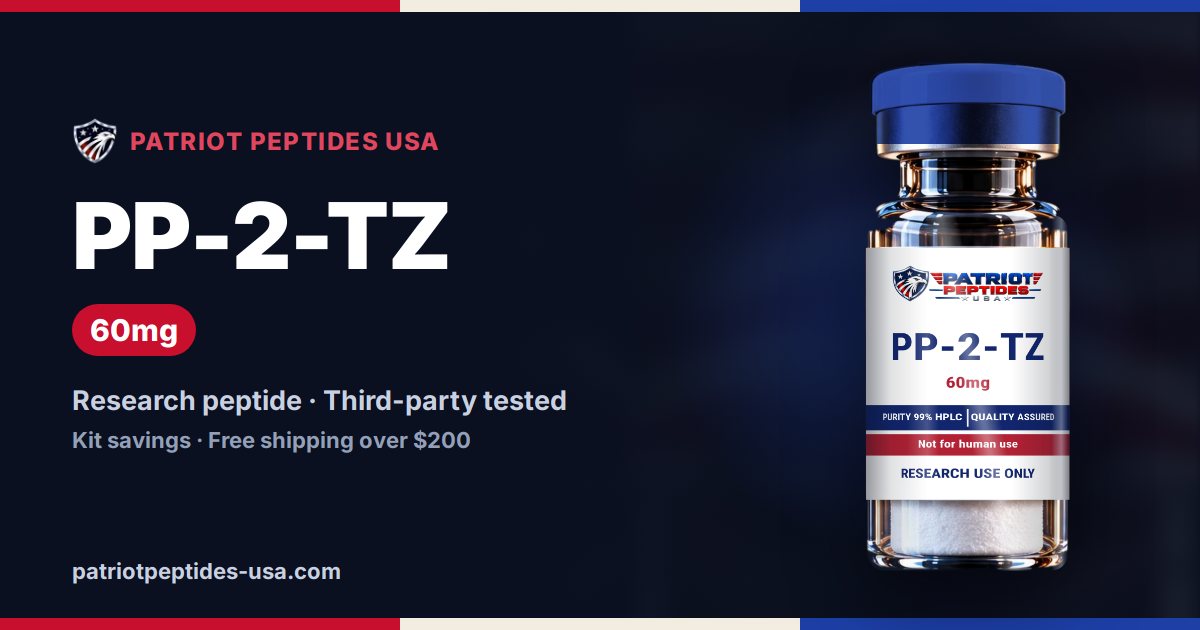 PATRIOT PEPTIDES USA
PP-2-TZ
60mg
Research peptide · Third-party tested
Kit savings · Free shipping over $200
patriotpeptides-usa.com
PATRIOT
PEPTIDES
USA
PP-2-TZ
60mg
PURITY 99% HPLC | QUALITY ASSURED
Not for human use
RESEARCH USE ONLY